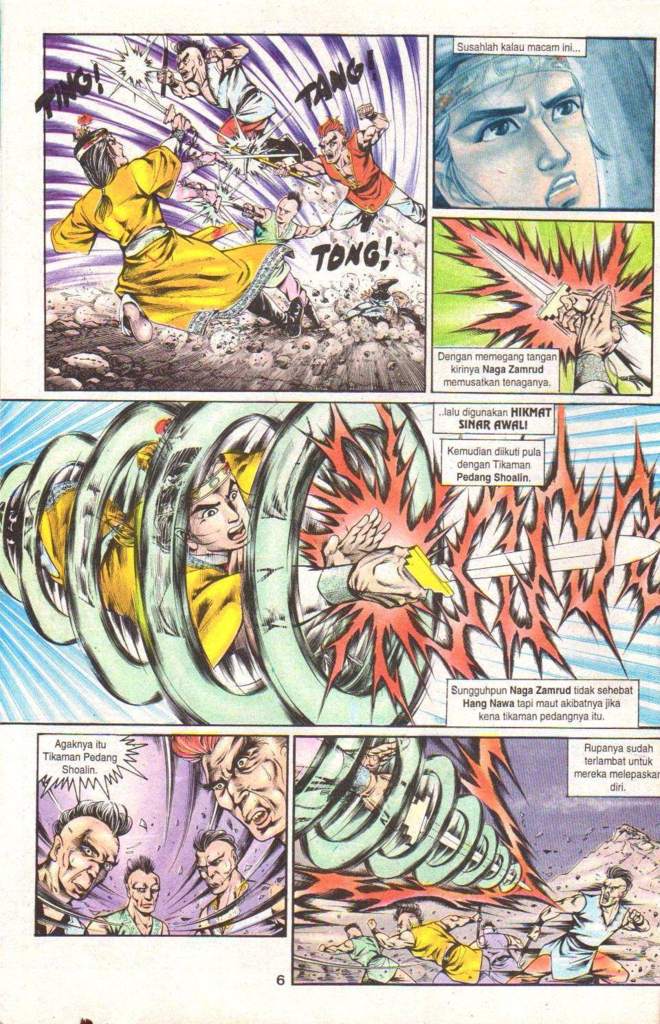 TING!
TANG!
TONG!
Susahlah kalau macam ini...
Dengan memegang tangan
kirinya Naga Zamrud
memusatkan tenaganya.
..lalu digunakan HIKMAT
SINAR AWAL!
Kemudian diikuti pula
dengan Tikaman
Pedang Shoalin.
Sungguhpun Naga Zamrud tidak sehebat
Hang Nawa tapi maut akibatnya jika
kena tikaman pedangnya itu.
Agaknya itu
Tikaman Pedang
Shoalin.
Rupanya sudah
terlambat untuk
mereka melepaskan
diri.
6